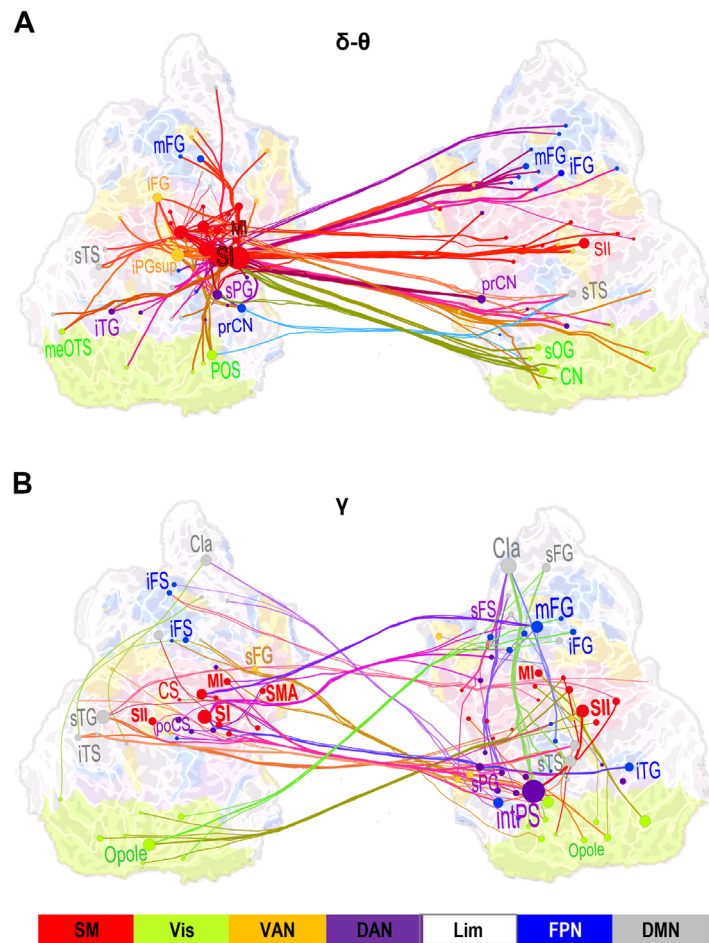 A
δ-θ
mFG
mFG
iFG
iFG
MI
sTS
SI
SII
iPGsup
sPG
prCN
sTS
iTG
prCN
meOTS
sOG
POS
CN
B
γ
Cla
Cla
sFG
iFS
sFS
mFG
iFS
iFG
sFG
MI
MI
CS
SMA
sTG
SII
SI
SII
poCS
iTS
sTS
sPG
iTG
intPS
Opole
Opole
SM Vis VAN DAN Lim FPN DMN